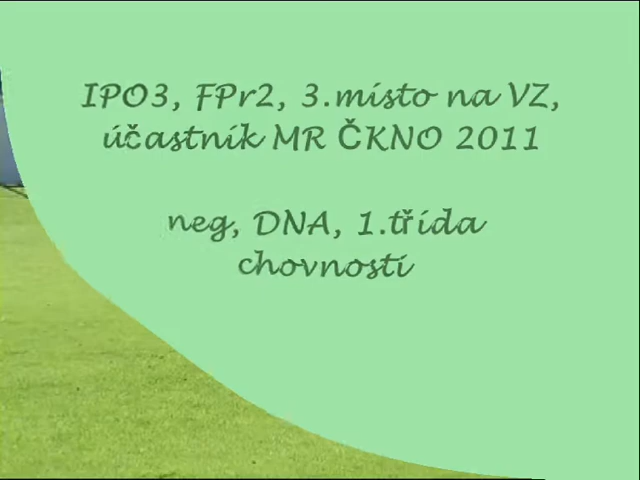 IPO3, FPr2, 3.místo na VZ,
účastník MR ČKNO 2011
neg, DNA, 1.třída
chovnosti